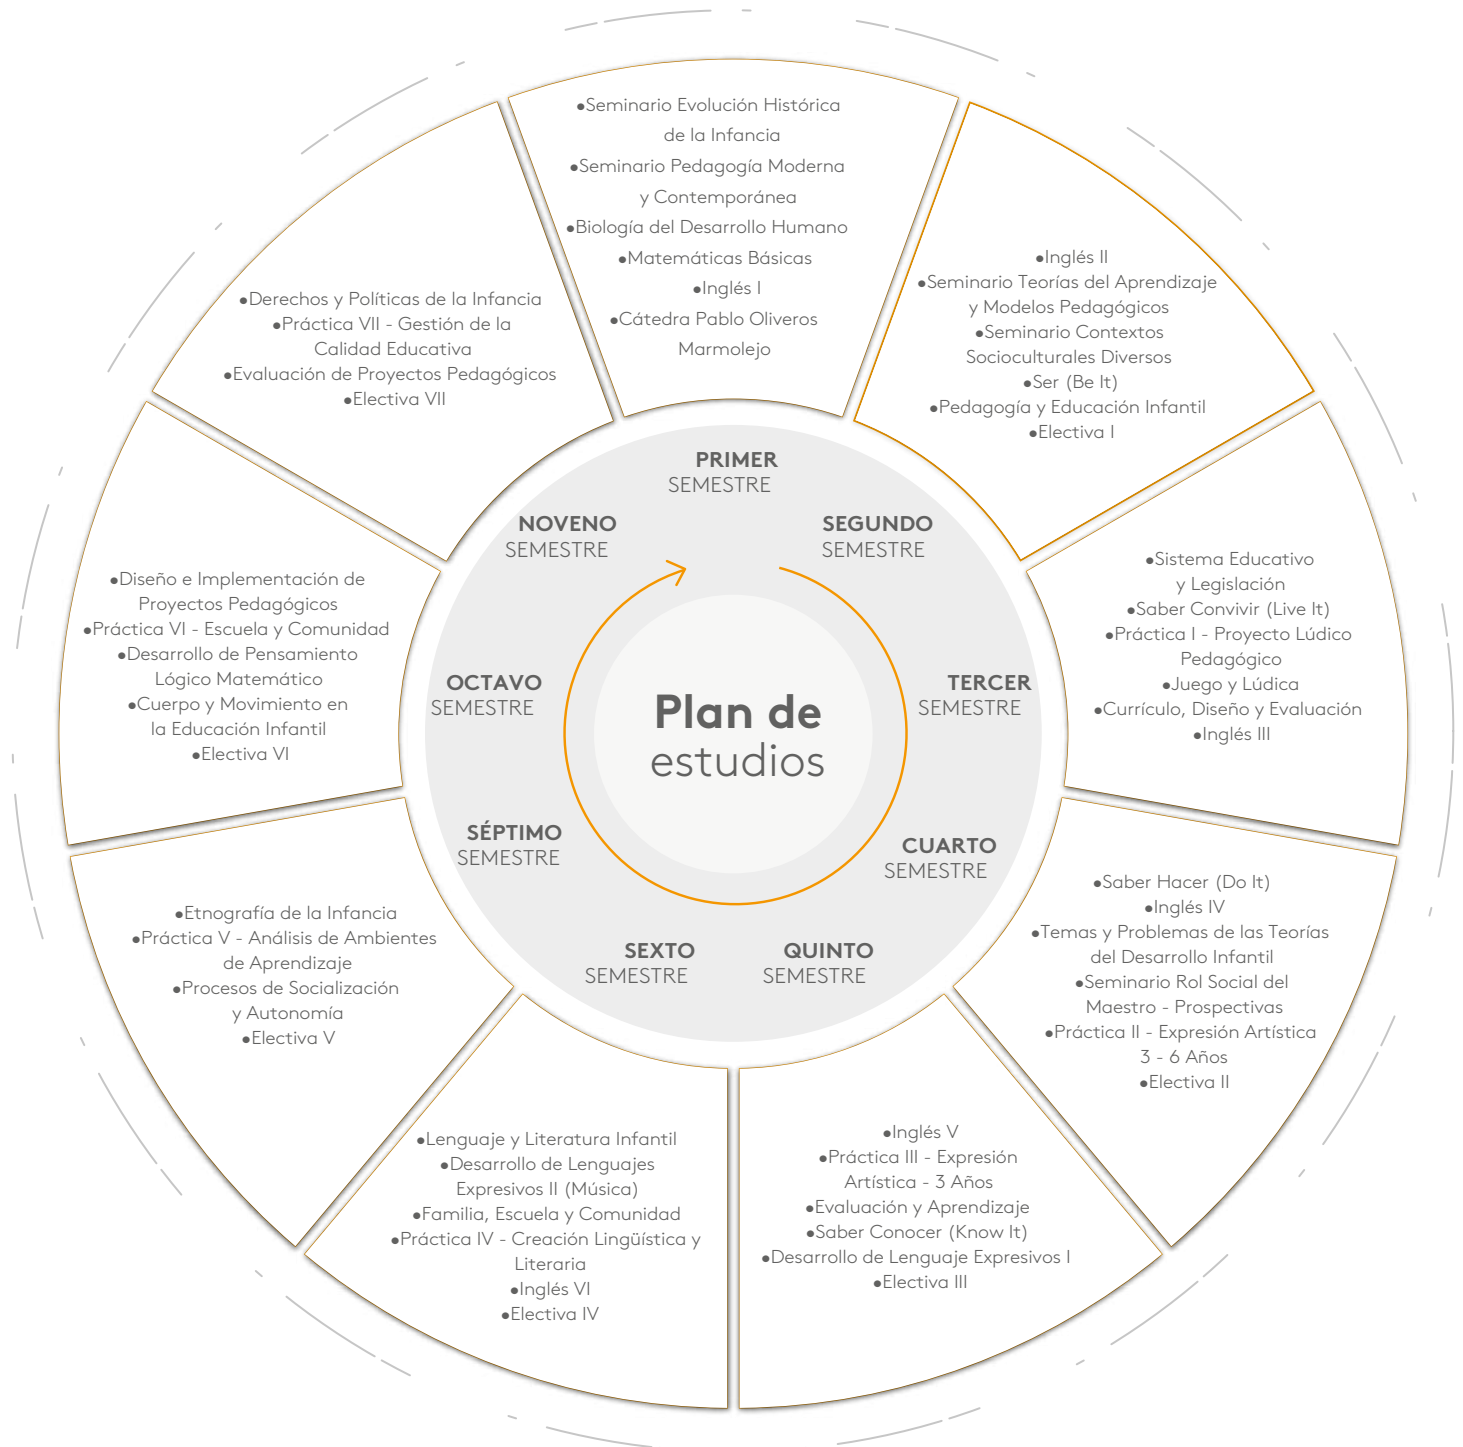 ●Seminario Evolución Histórica
de la Infancia
●Seminario Pedagogía Moderna
y Contemporánea
●Biología del Desarrollo Humano
●Matemáticas Básicas
●Inglés I
●Cátedra Pablo Oliveros
Marmolejo
●Inglés II
●Seminario Teorías del Aprendizaje
y Modelos Pedagógicos
●Seminario Contextos
Socioculturales Diversos
●Ser (Be It)
●Pedagogía y Educación Infantil
●Electiva I
●Sistema Educativo
y Legislación
●Saber Convivir (Live It)
●Práctica I - Proyecto Lúdico
Pedagógico
●Juego y Lúdica
●Currículo, Diseño y Evaluación
●Inglés III
●Saber Hacer (Do It)
●Inglés IV
●Temas y Problemas de las Teorías
del Desarrollo Infantil
●Seminario Rol Social del
Maestro - Prospectivas
●Práctica II - Expresión Artística
3 - 6 Años
●Electiva II
●Inglés V
●Práctica III - Expresión
Artística - 3 Años
●Evaluación y Aprendizaje
●Saber Conocer (Know It)
●Desarrollo de Lenguaje Expresivos I
●Electiva III
●Lenguaje y Literatura Infantil
●Desarrollo de Lenguajes
Expresivos II (Música)
●Familia, Escuela y Comunidad
●Práctica IV - Creación Lingüística y
Literaria
●Inglés VI
●Electiva IV
●Etnografía de la Infancia
●Práctica V - Análisis de Ambientes
de Aprendizaje
●Procesos de Socialización
y Autonomía
●Electiva V
●Diseño e Implementación de
Proyectos Pedagógicos
●Práctica VI - Escuela y Comunidad
●Desarrollo de Pensamiento
Lógico Matemático
●Cuerpo y Movimiento en
la Educación Infantil
●Electiva VI
●Derechos y Políticas de la Infancia
●Práctica VII - Gestión de la
Calidad Educativa
●Evaluación de Proyectos Pedagógicos
●Electiva VII
PRIMER
SEMESTRE
SEGUNDO
SEMESTRE
TERCER
SEMESTRE
CUARTO
SEMESTRE
QUINTO
SEMESTRE
SEXTO
SEMESTRE
SÉPTIMO
SEMESTRE
OCTAVO
SEMESTRE
NOVENO
SEMESTRE
Plan de
estudios